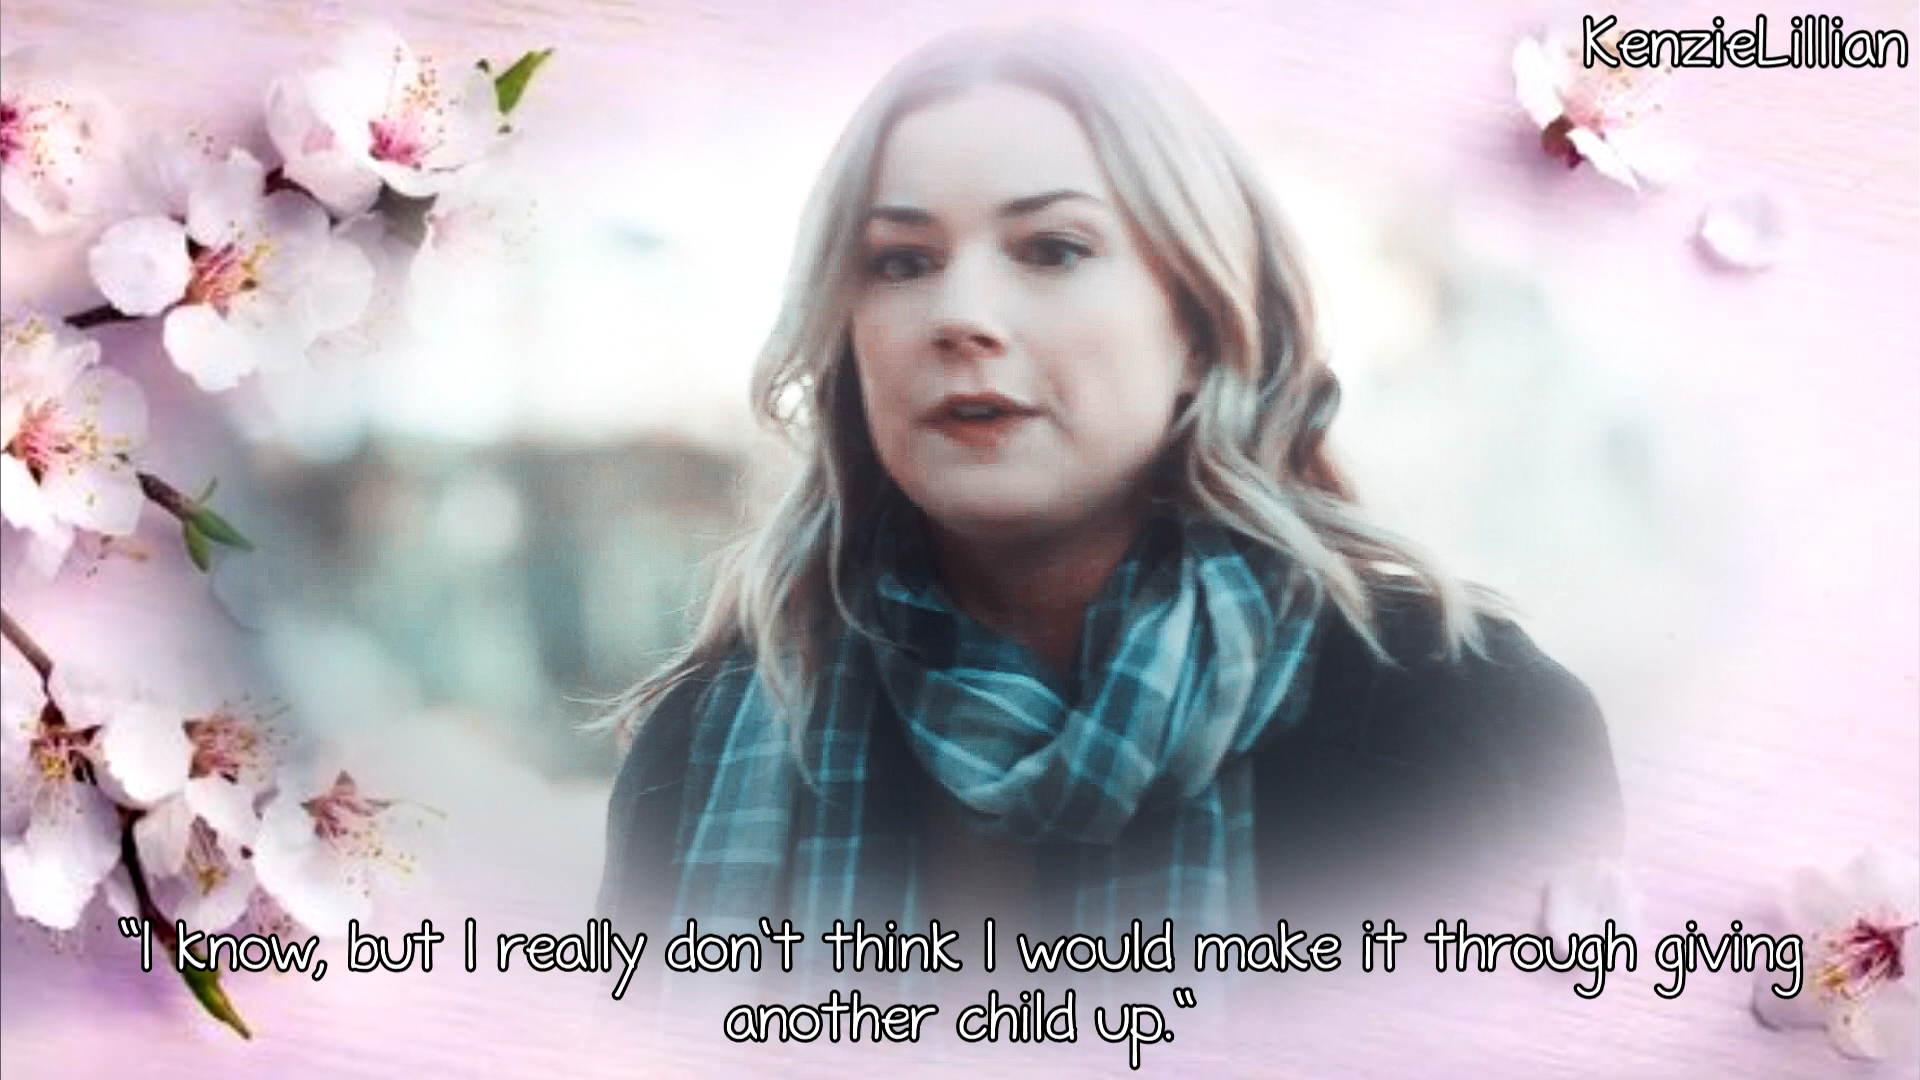 KenzieLillian
"I know, but I really don't think I would make it through giving
another child up."